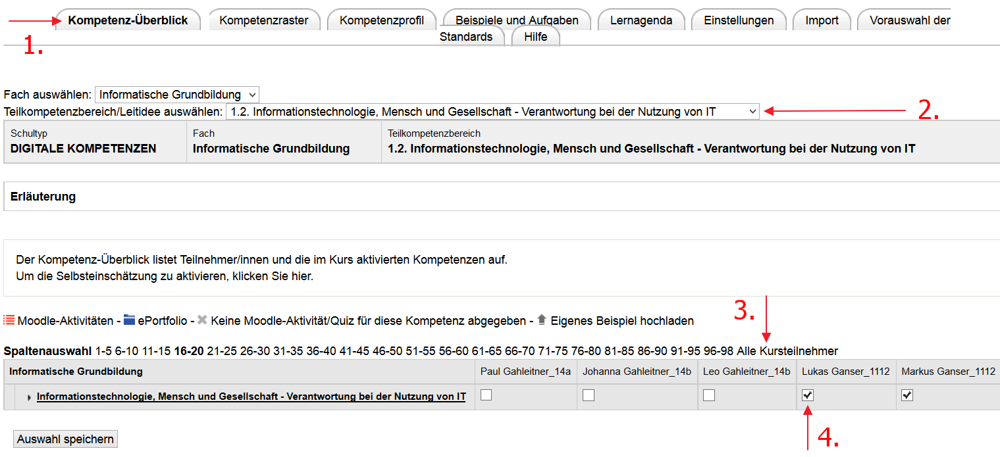 Kompetenz-Überblick Kompetenzraster Kompetenzprofil Beispiele und Aufgaben Lernagenda Einstellungen Import Vorauswahl der
Standards Hilfe
1.
Fach auswählen: Informatische Grundbildung
Teilkompetenzbereich/Leitidee auswählen: 1.2. Informationstechnologie, Mensch und Gesellschaft - Verantwortung bei der Nutzung von IT
2.
Schultyp Fach Teilkompetenzbereich
DIGITALE KOMPETENZEN Informatische Grundbildung 1.2. Informationstechnologie, Mensch und Gesellschaft - Verantwortung bei der Nutzung von IT
Erläuterung
Der Kompetenz-Überblick listet Teilnehmer/innen und die im Kurs aktivierten Kompetenzen auf.
Um die Selbsteinschätzung zu aktivieren, klicken Sie hier.
3.
Moodle-Aktivitäten - ePortfolio - Keine Moodle-Aktivität/Quiz für diese Kompetenz abgegeben - Eigenes Beispiel hochladen
Spaltenauswahl 1-5 6-10 11-15 16-20 21-25 26-30 31-35 36-40 41-45 46-50 51-55 56-60 61-65 66-70 71-75 76-80 81-85 86-90 91-95 96-98 Alle Kursteilnehmer
Informatische Grundbildung Paul Gahleitner_14a Johanna Gahleitner_14b Leo Gahleitner_14b Lukas Ganser_1112 Markus Ganser_1112
Informationstechnologie, Mensch und Gesellschaft - Verantwortung bei der Nutzung von IT
4.
Auswahl speichern